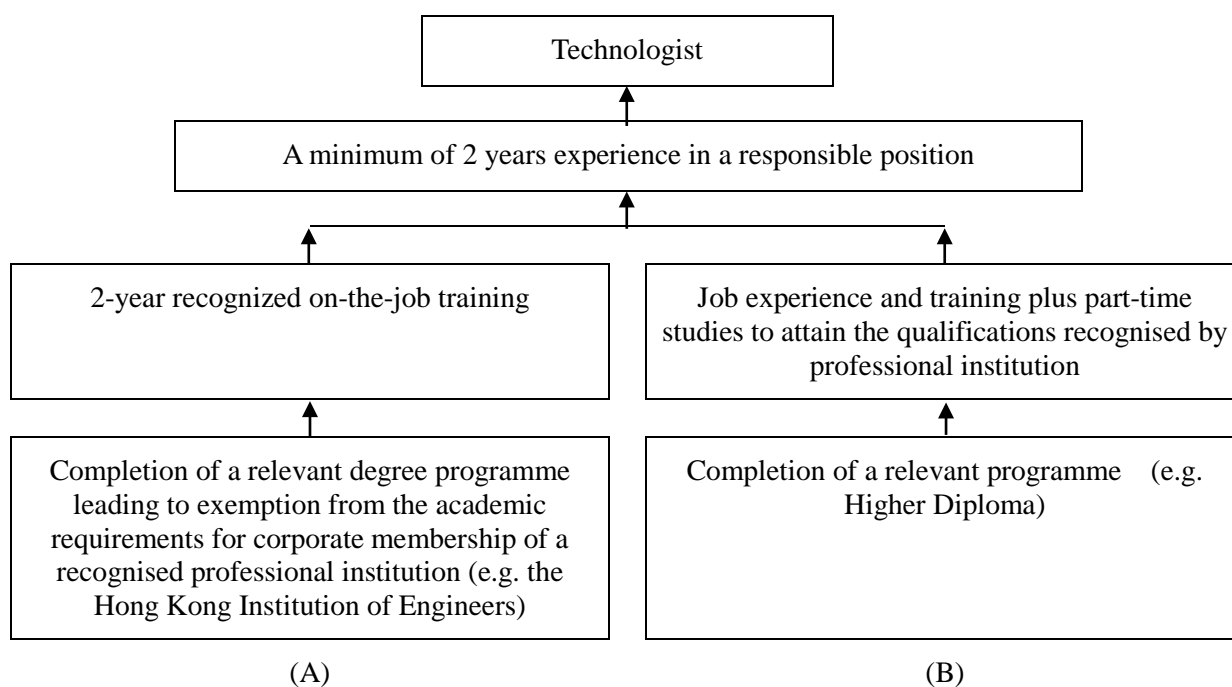 Technologist
A minimum of 2 years experience in a responsible position
2-year recognized on-the-job training
Job experience and training plus part-time
studies to attain the qualifications recognised by
professional institution
Completion of a relevant degree programme
leading to exemption from the academic
requirements for corporate membership of a
recognised professional institution (e.g. the
Hong Kong Institution of Engineers)
Completion of a relevant programme (e.g.
Higher Diploma)
(A)
(B)